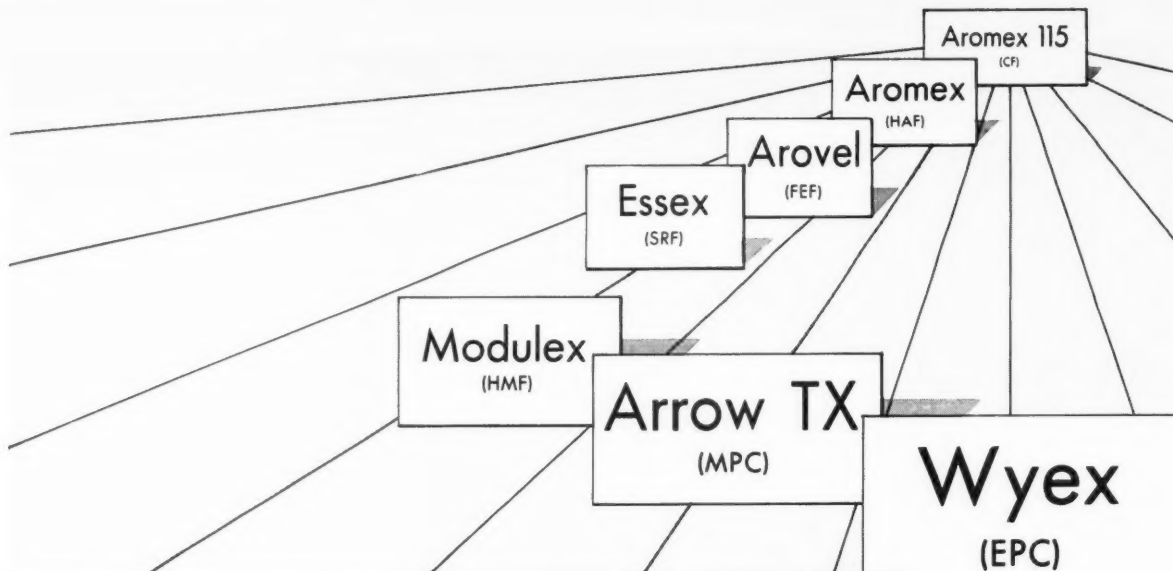 Aromex 115
(CF)
Aromex
(HAF)
Arovel
(FEF)
Essex
(SRF)
Modulex
(HMF)
Arrow TX
(MPC)
Wyex
(EPC)